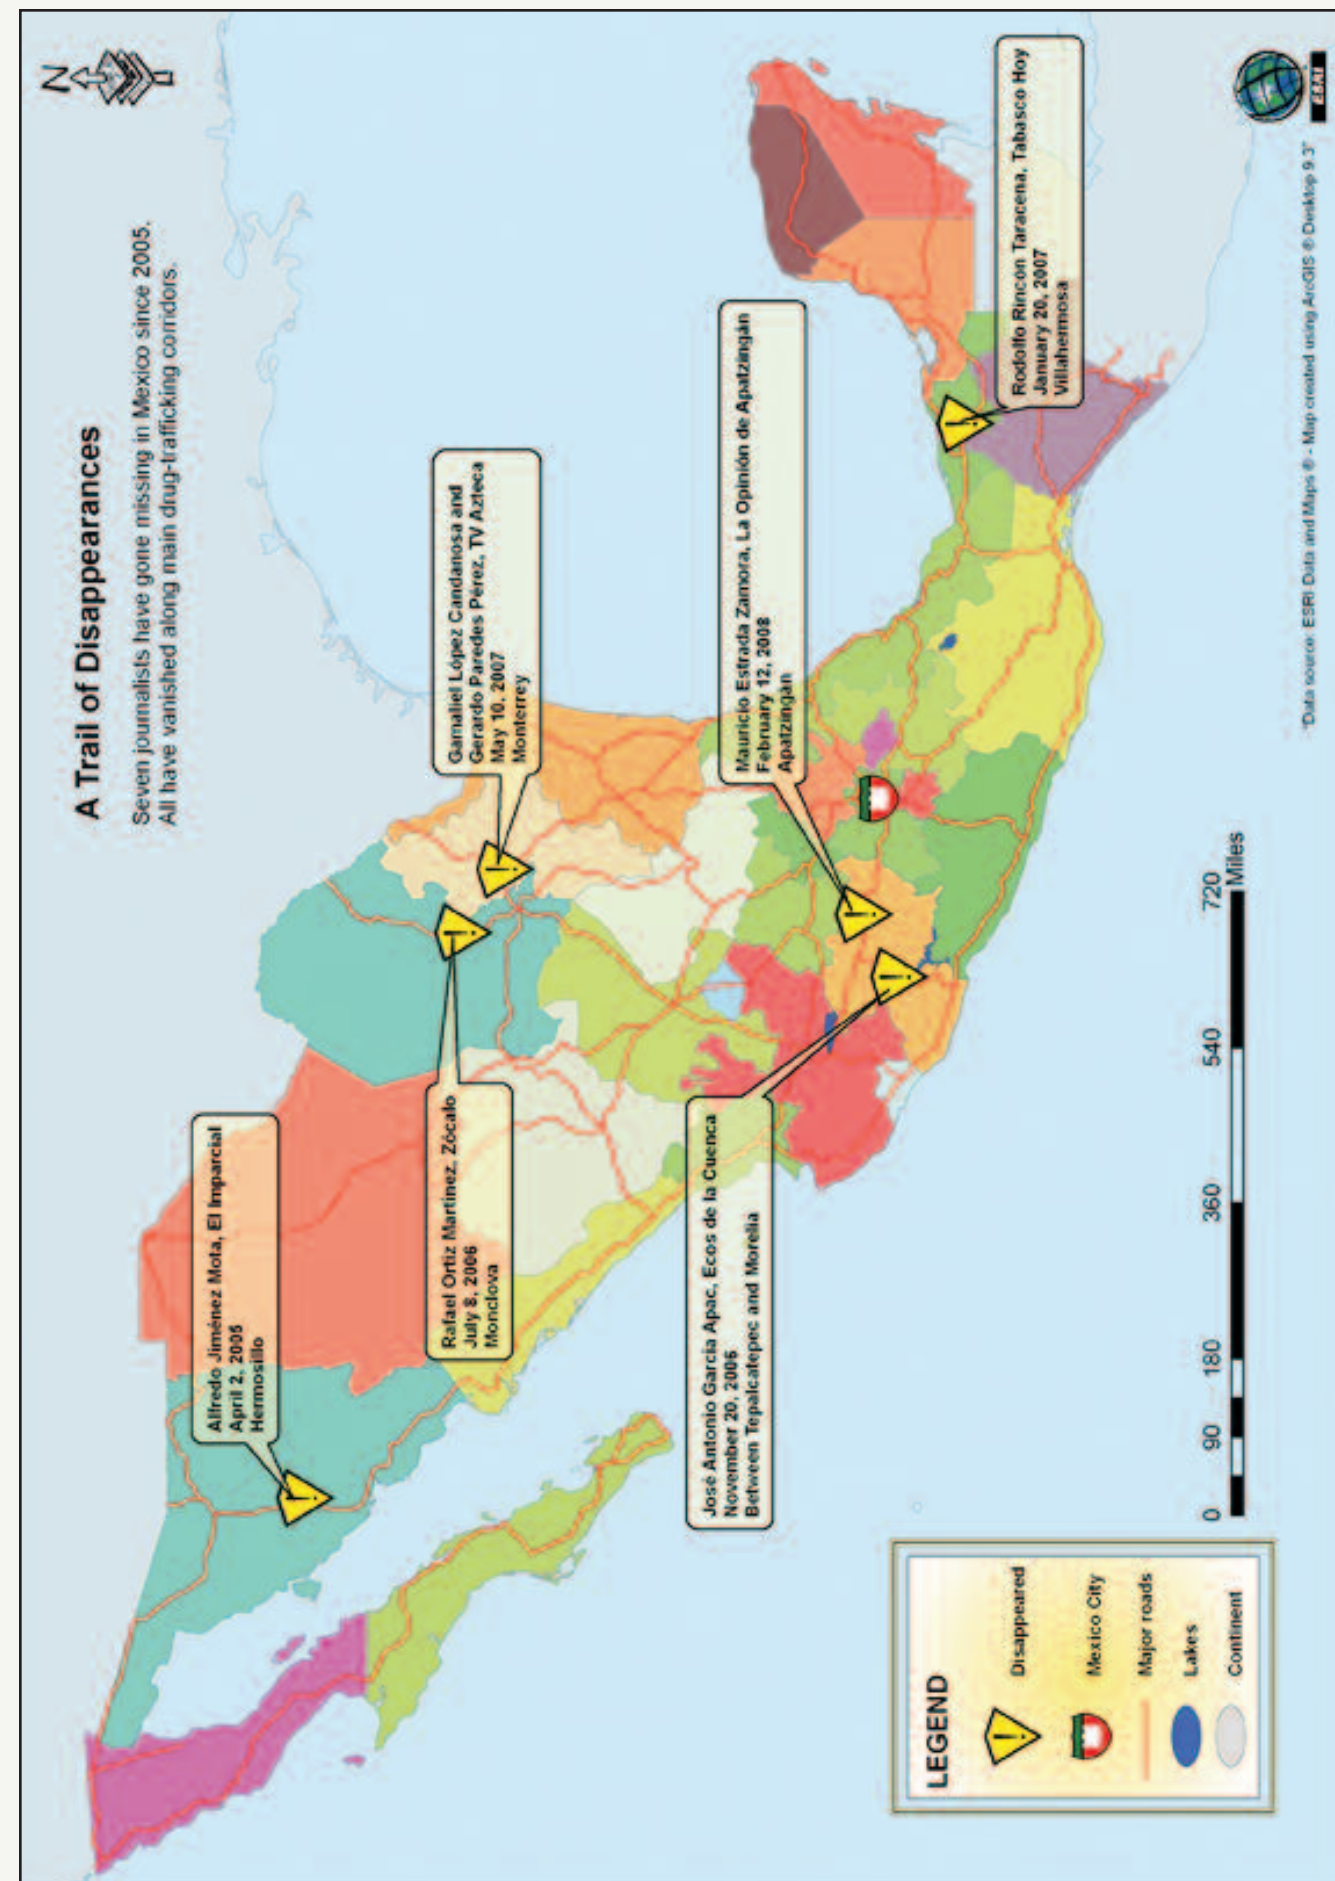 A Trail of Disappearances
Seven journalists have gone missing in Mexico since 2005.
All have vanished along main drug-trafficking corridors.
N
Alfredo Jiménez Mota, El Imparcial
April 2, 2005
Hermosillo
Rafael Ortiz Martínez, Zócalo
July 8, 2006
Monclova
Gamaliel López Candanosa and
Gerardo Paredes Pérez, TV Azteca
May 10, 2007
Monterrey
José Antonio García Apac, Ecos de la Cuenca
November 20, 2006
Between Tepalcatepec and Morelia
Mauricio Estrada Zamora, La Opinión de Apatzingán
February 12, 2008
Apatzingán
Rodolfo Rincón Taracena, Tabasco Hoy
January 20, 2007
Villahermosa
LEGEND
Disappeared
Mexico City
Major roads
Lakes
Continent
0 90 180 360 540 720
Miles
"Data source: ESRI Data and Maps ® - Map created using ArcGIS ® Desktop 9.3"
ESRI